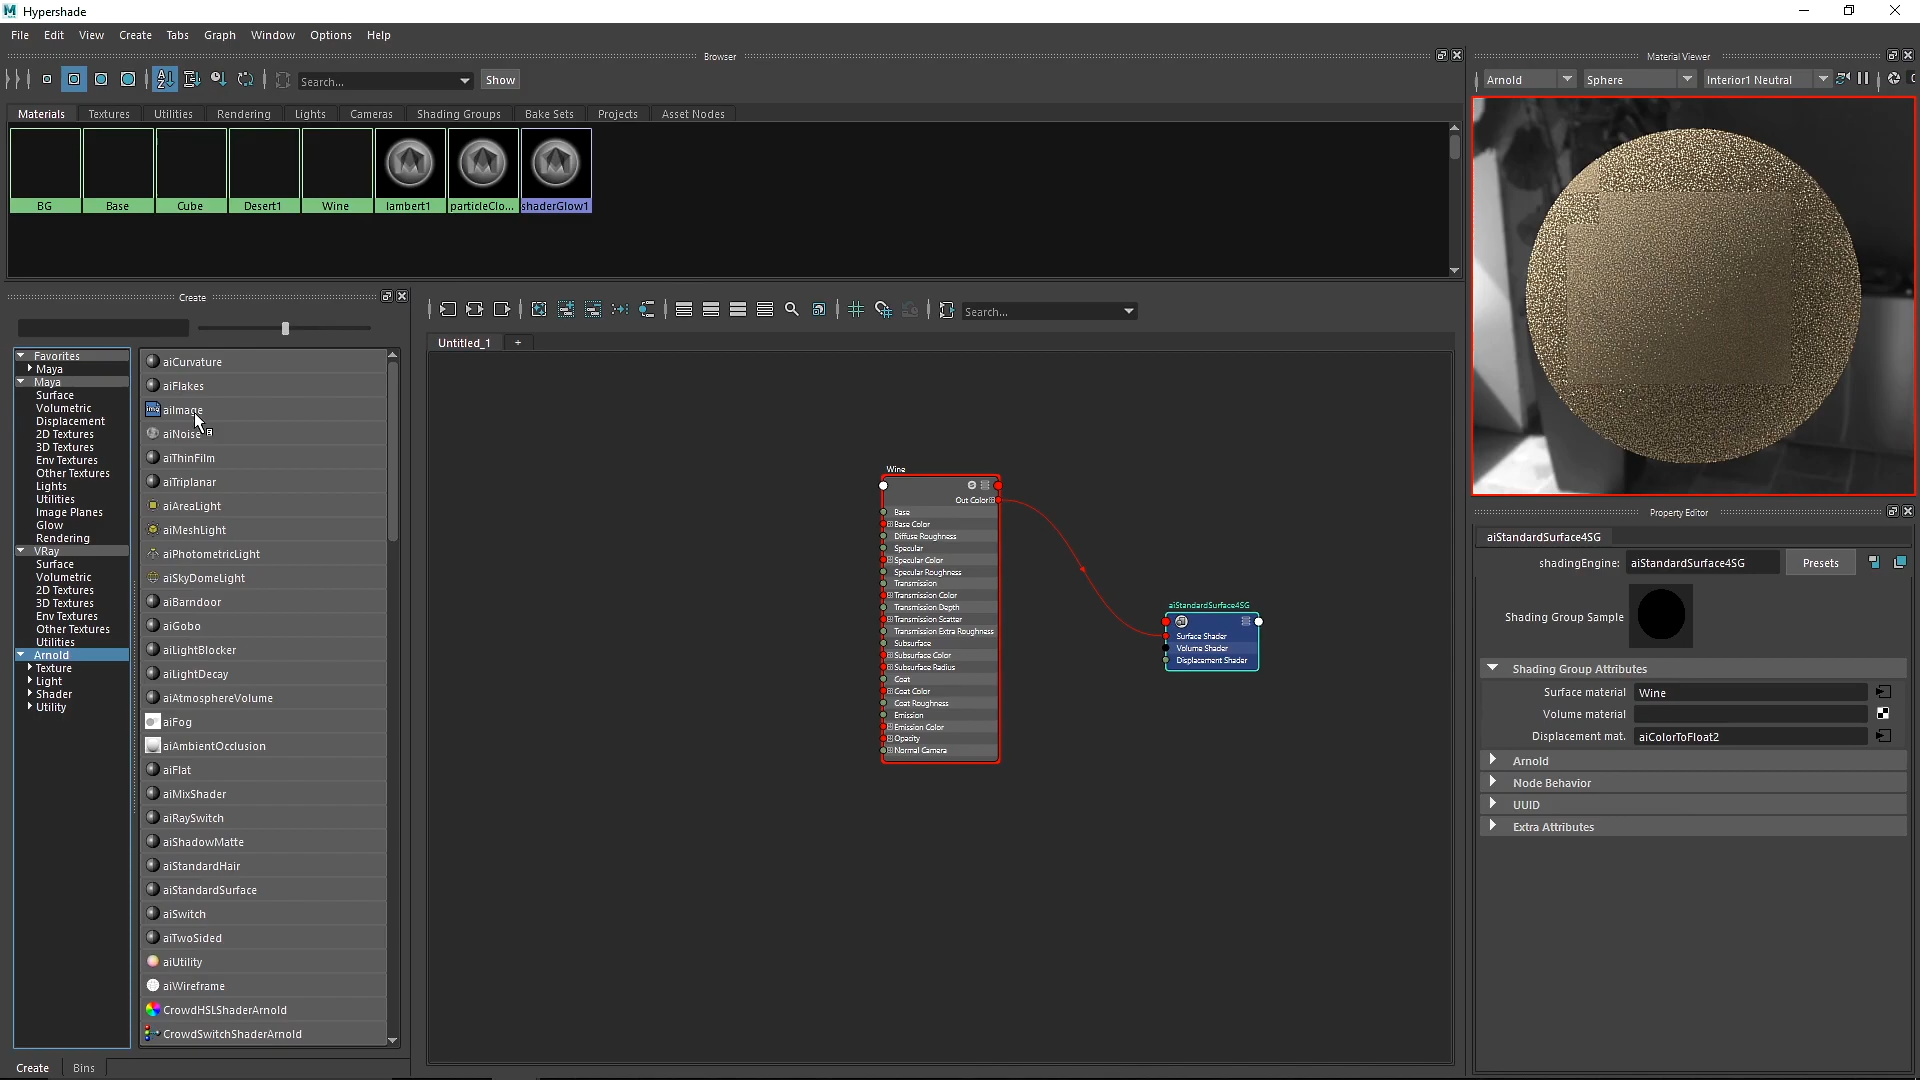 Hypershade
File Edit View Create Tabs Graph Window Options Help
Browser
Search... Show
Materials Textures Utilities Rendering Lights Cameras Shading Groups Bake Sets Projects Asset Nodes
BG Base Cube Desert1 Wine lambert1 particleClo... shaderGlow1
Create
Favorites
Maya
Maya
Surface
Volumetric
Displacement
2D Textures
3D Textures
Env Textures
Other Textures
Lights
Utilities
Image Planes
Glow
Rendering
VRay
Surface
Volumetric
2D Textures
3D Textures
Env Textures
Other Textures
Utilities
Arnold
Texture
Light
Shader
Utility
aiCurvature
aiFlakes
img aiImage
aiNoise
aiThinFilm
aiTriplanar
aiAreaLight
aiMeshLight
aiPhotometricLight
aiSkyDomeLight
aiBarndoor
aiGobo
aiLightBlocker
aiLightDecay
aiAtmosphereVolume
aiFog
aiAmbientOcclusion
aiFlat
aiMixShader
aiRaySwitch
aiShadowMatte
aiStandardHair
aiStandardSurface
aiSwitch
aiTwoSided
aiUtility
aiWireframe
CrowdHSLShaderArnold
CrowdSwitchShaderArnold
Create Bins
Search...
Untitled_1 +
Wine
Out Color
Base
Base Color
Diffuse Roughness
Specular
Specular Color
Specular Roughness
Transmission
Transmission Color
Transmission Depth
Transmission Scatter
Transmission Extra Roughness
Subsurface
Subsurface Color
Subsurface Radius
Coat
Coat Color
Coat Roughness
Emission
Emission Color
Opacity
Normal Camera
aiStandardSurface4SG
Surface Shader
Volume Shader
Displacement Shader
Material Viewer
Arnold Sphere Interior1 Neutral
Property Editor
aiStandardSurface4SG
shadingEngine: aiStandardSurface4SG Presets
Shading Group Sample
Shading Group Attributes
Surface material Wine
Volume material
Displacement mat. aiColorToFloat2
Arnold
Node Behavior
UUID
Extra Attributes